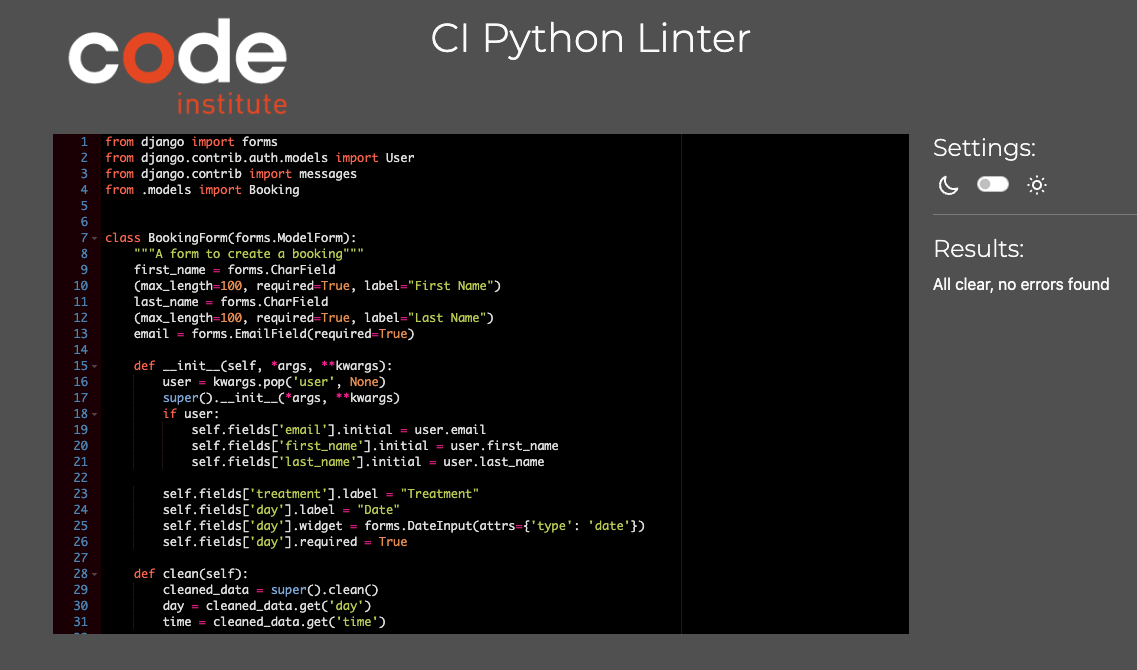 code
institute
CI Python Linter
1 from django import forms
2 from django.contrib.auth.models import User
3 from django.contrib import messages
4 from .models import Booking
5
6
7 class BookingForm(forms.ModelForm):
8     """A form to create a booking"""
9     first_name = forms.CharField
10     (max_length=100, required=True, label="First Name")
11     last_name = forms.CharField
12     (max_length=100, required=True, label="Last Name")
13     email = forms.EmailField(required=True)
14
15     def __init__(self, *args, **kwargs):
16         user = kwargs.pop('user', None)
17         super().__init__(*args, **kwargs)
18         if user:
19             self.fields['email'].initial = user.email
20             self.fields['first_name'].initial = user.first_name
21             self.fields['last_name'].initial = user.last_name
22
23         self.fields['treatment'].label = "Treatment"
24         self.fields['day'].label = "Date"
25         self.fields['day'].widget = forms.DateInput(attrs={'type': 'date'})
26         self.fields['day'].required = True
27
28     def clean(self):
29         cleaned_data = super().clean()
30         day = cleaned_data.get('day')
31         time = cleaned_data.get('time')
Settings:
Results:
All clear, no errors found